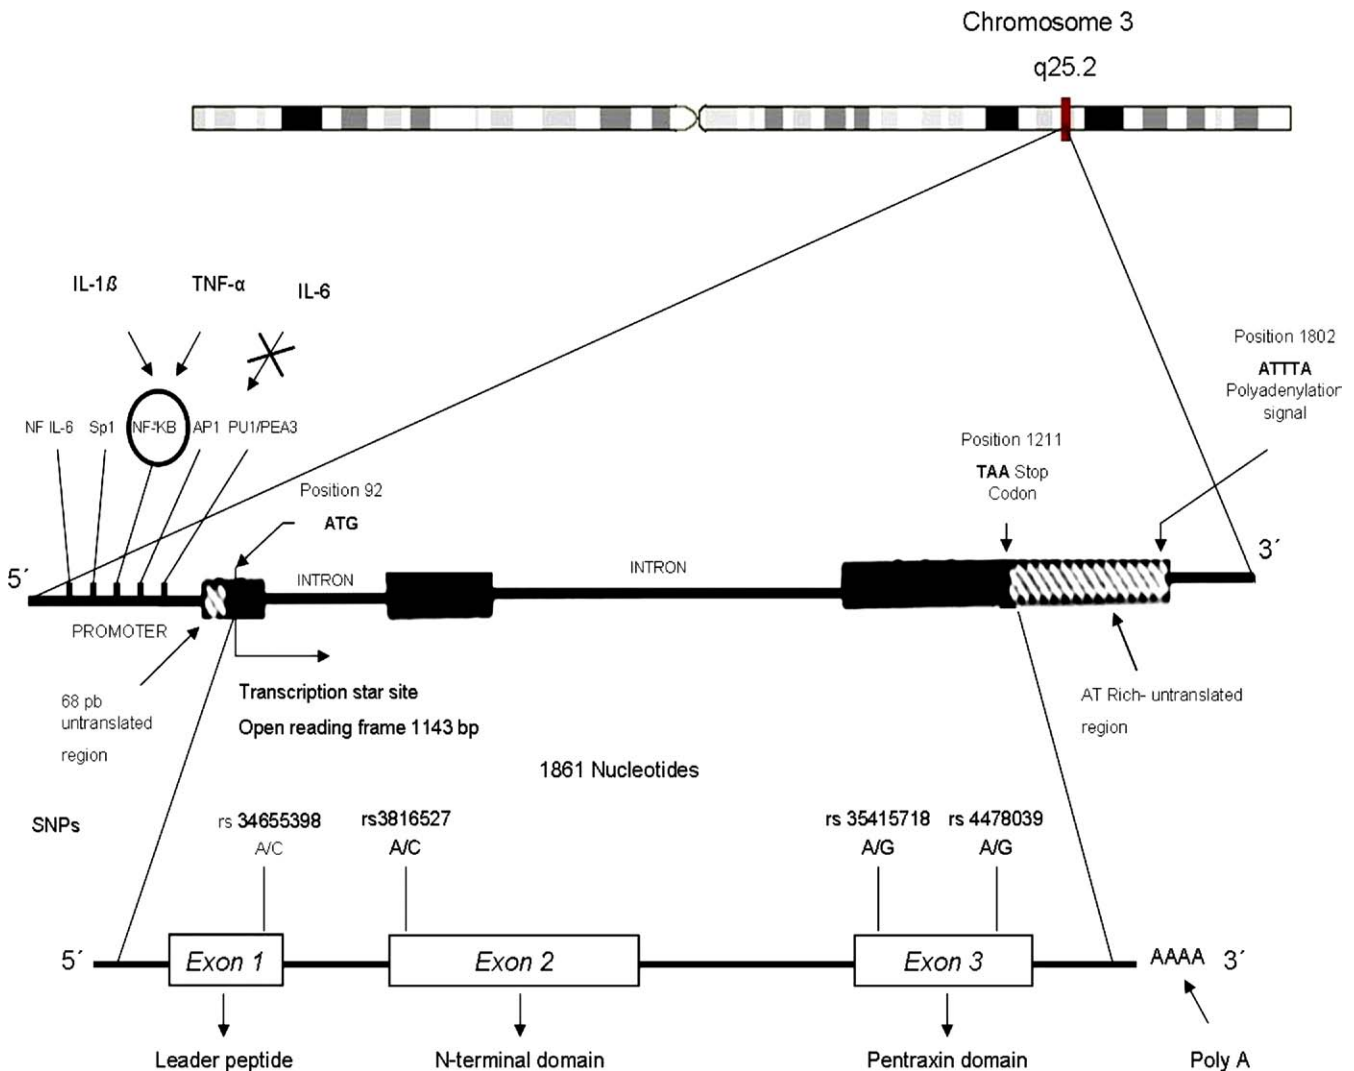 Chromosome 3
q25.2
IL-1ß
TNF-α
IL-6
Position 1802
ATTTA
Polyadenylation
signal
NF IL-6
Sp1
NF-KB
AP1
PU1/PEA3
Position 1211
TAA Stop
Codon
Position 92
ATG
5´
INTRON
INTRON
3´
PROMOTER
68 pb
untranslated
region
Transcription star site
Open reading frame 1143 bp
AT Rich- untranslated
region
1861 Nucleotides
SNPs
rs 34655398
A/C
rs3816527
A/C
rs 35415718
A/G
rs 4478039
A/G
5´
Exon 1
Exon 2
Exon 3
AAAA
3´
Leader peptide
N-terminal domain
Pentraxin domain
Poly A